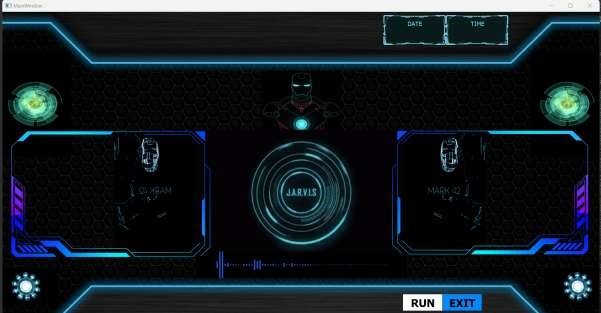 MainWindow
DATE TIME
J.A.R.V.I.S
MARK 42
RUN EXIT